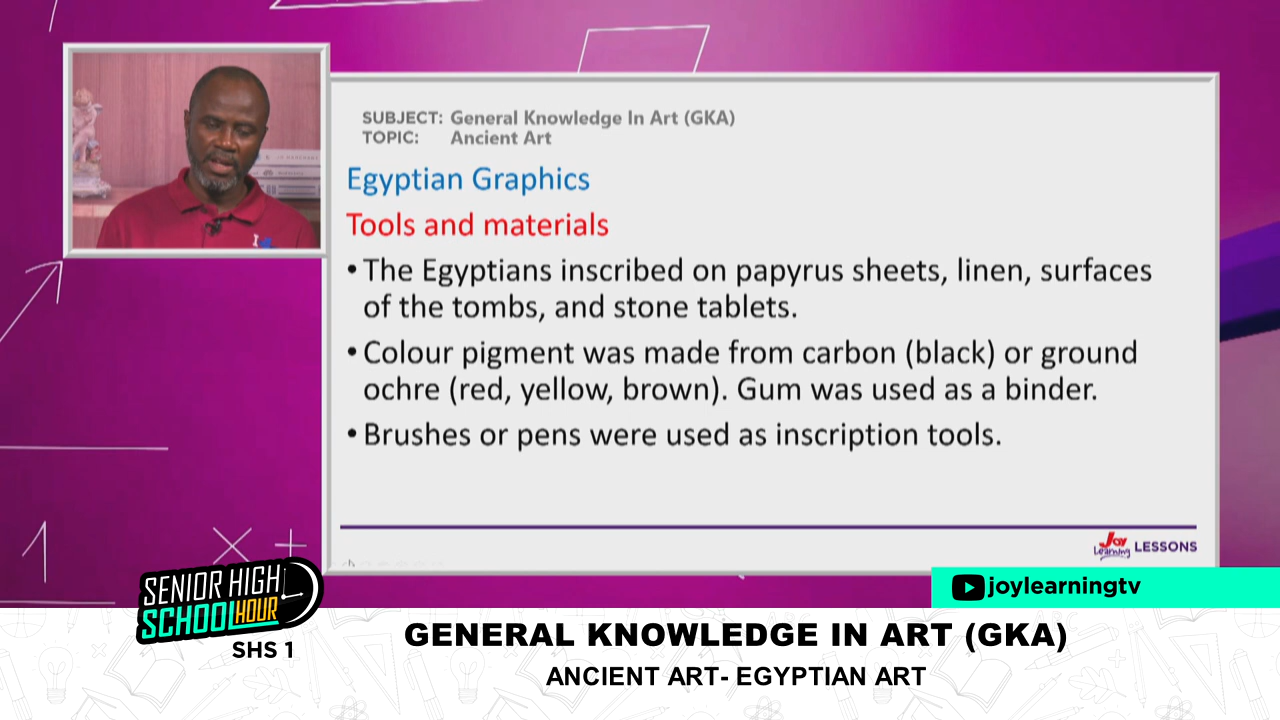 SUBJECT: General Knowledge In Art (GKA)
TOPIC: Ancient Art
Egyptian Graphics
Tools and materials
•The Egyptians inscribed on papyrus sheets, linen, surfaces
of the tombs, and stone tablets.
•Colour pigment was made from carbon (black) or ground
ochre (red, yellow, brown). Gum was used as a binder.
•Brushes or pens were used as inscription tools.
Joy
Learning LESSONS
joylearningtv
SENIOR HIGH
SCHOOL HOUR
SHS 1
GENERAL KNOWLEDGE IN ART (GKA)
ANCIENT ART- EGYPTIAN ART